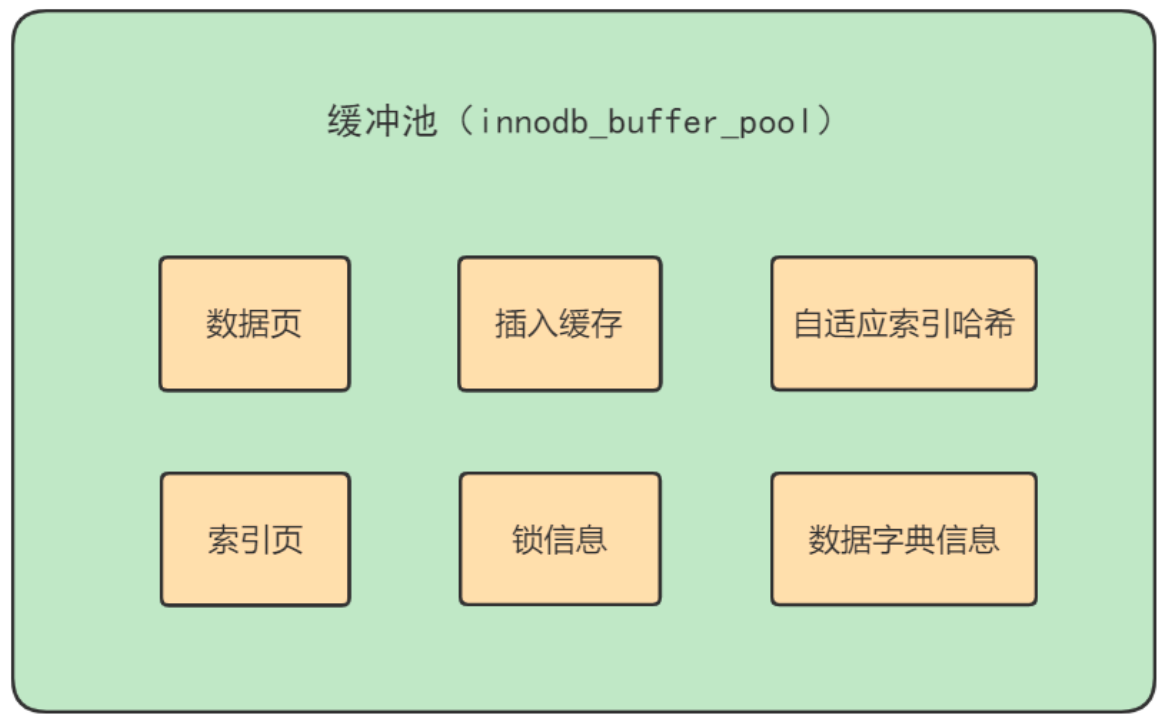 缓冲池（innodb_buffer_pool）
数据页
插入缓存
自适应索引哈希
索引页
锁信息
数据字典信息